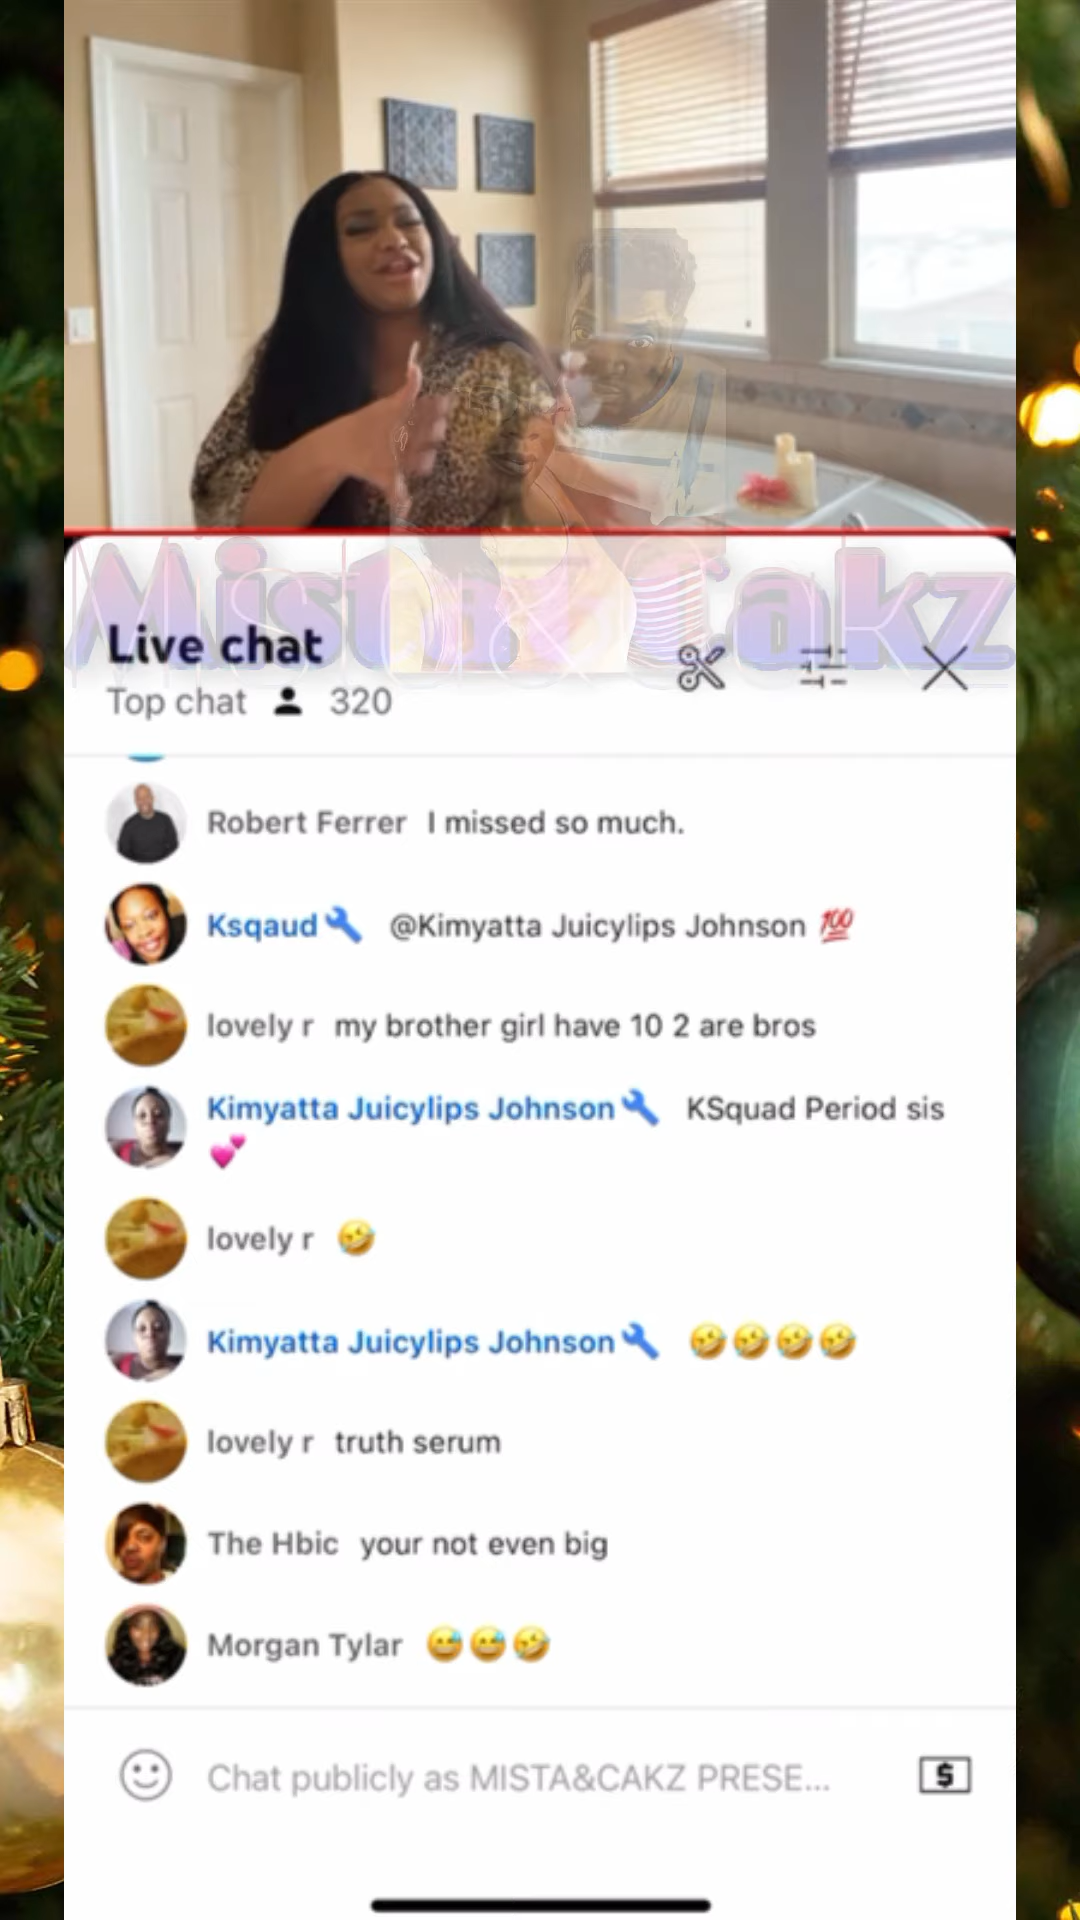 Mista & Cakz
Live chat
Top chat 320
Robert Ferrer I missed so much.
Ksqaud @Kimyatta Juicylips Johnson 💯
lovely r my brother girl have 10 2 are bros
Kimyatta Juicylips Johnson KSquad Period sis
💕
lovely r 🤣
Kimyatta Juicylips Johnson 🤣🤣🤣🤣
lovely r truth serum
The Hbic your not even big
Morgan Tylar 😅😅🤣
Chat publicly as MISTA&CAKZ PRESE...
$